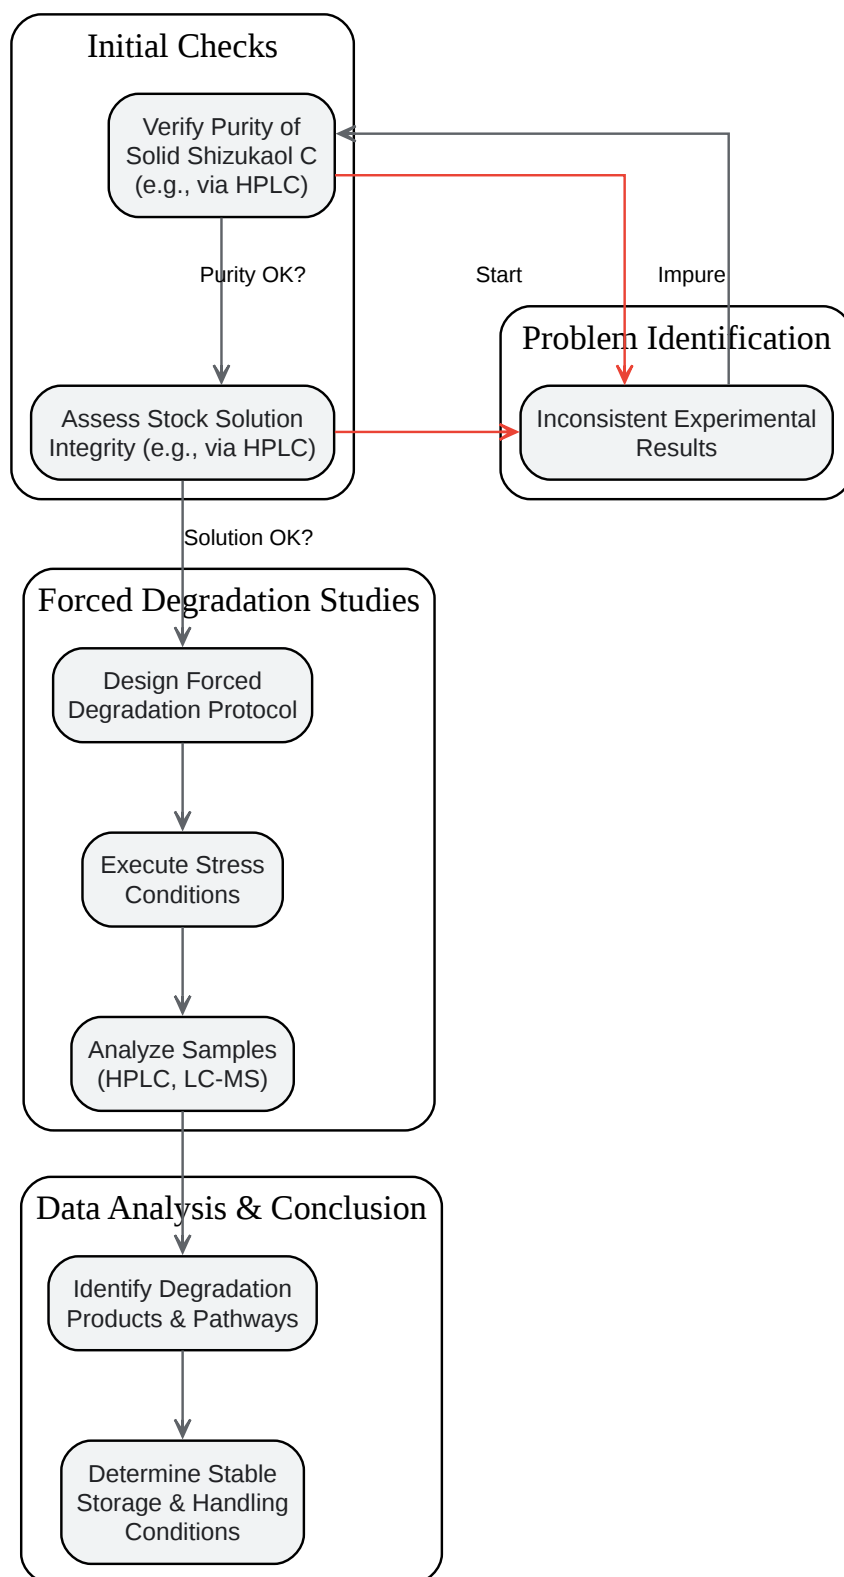 Initial Checks
Verify Purity of
Solid Shizukaol C
(e.g., via HPLC)
Purity OK?
Start
Impure
Problem Identification
Assess Stock Solution
Integrity (e.g., via HPLC)
Inconsistent Experimental
Results
Solution OK?
Forced Degradation Studies
Design Forced
Degradation Protocol
Execute Stress
Conditions
Analyze Samples
(HPLC, LC-MS)
Data Analysis & Conclusion
Identify Degradation
Products & Pathways
Determine Stable
Storage & Handling
Conditions